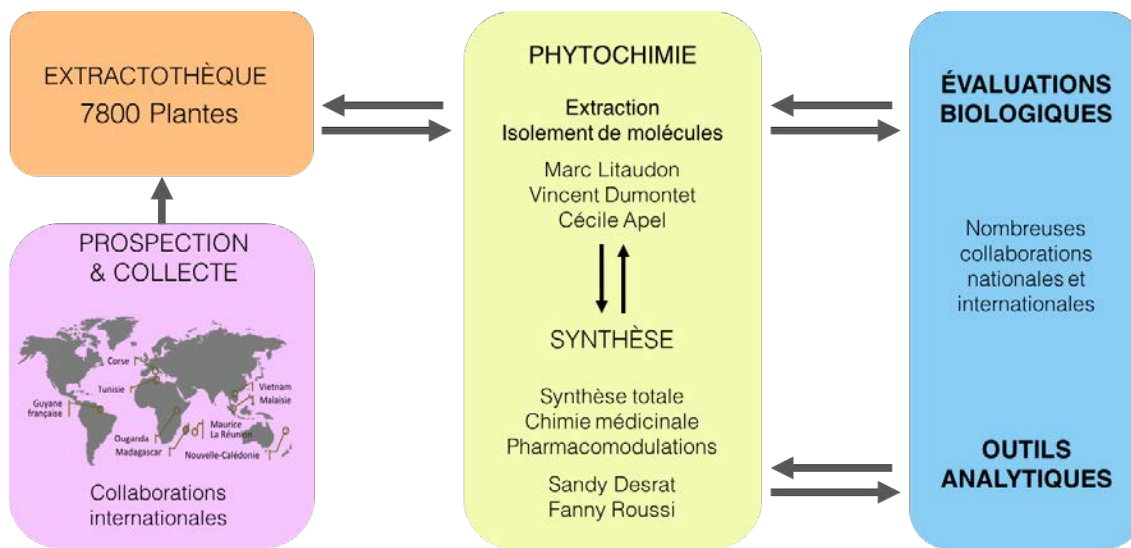 EXTRACTOTHÈQUE
7800 Plantes
PROSPECTION
& COLLECTE
Corse
Tunisie
Guyane
française
Ouganda
Madagascar
Vietnam
Malaisie
Maurice
La Réunion
Nouvelle-Calédonie
Collaborations
internationales
PHYTOCHIMIE
Extraction
Isolement de molécules
Marc Litaudon
Vincent Dumontet
Cécile Apel
SYNTHÈSE
Synthèse totale
Chimie médicinale
Pharmacomodulations
Sandy Desrat
Fanny Roussi
ÉVALUATIONS
BIOLOGIQUES
Nombreuses
collaborations
nationales et
internationales
OUTILS
ANALYTIQUES